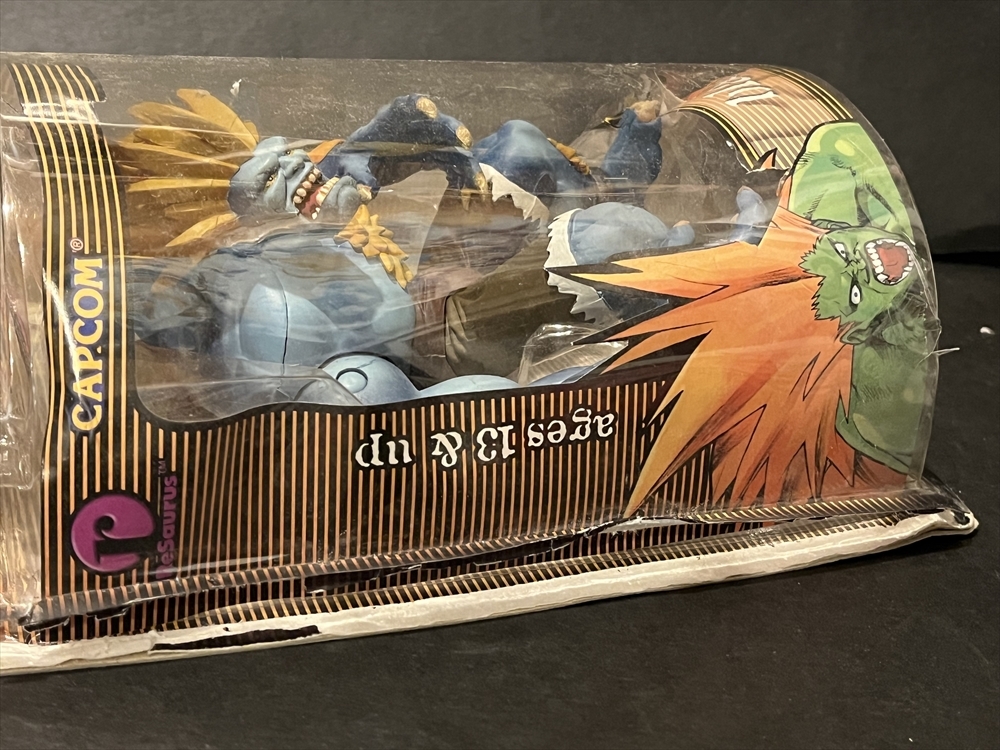 CAPCOM®
ages 13 & up
ReSaurus™